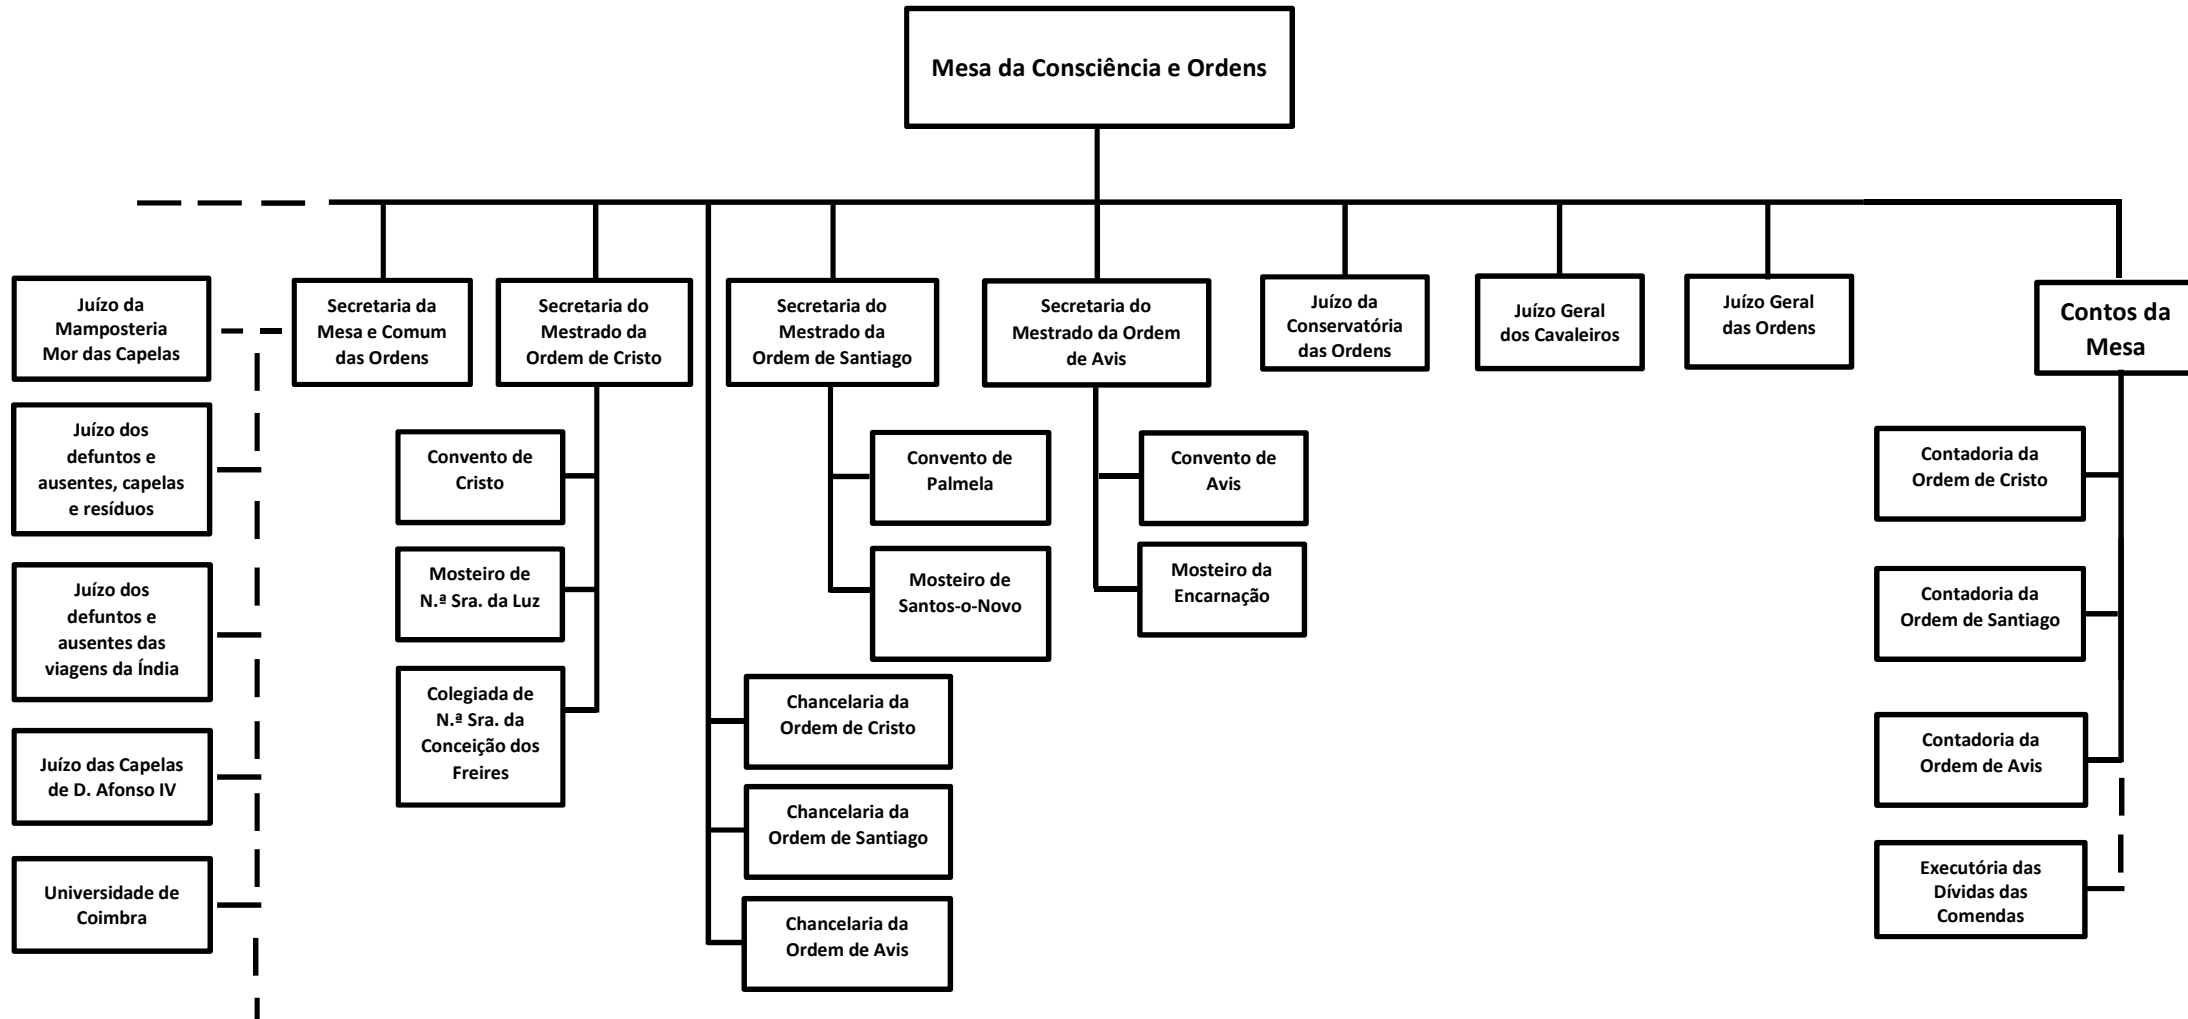 Mesa da Consciência e Ordens
Juízo da
Mamposteria
Mor das Capelas
Secretaria da
Mesa e Comum
das Ordens
Secretaria do
Mestrado da
Ordem de Cristo
Secretaria do
Mestrado da
Ordem de Santiago
Secretaria do
Mestrado da Ordem
de Avis
Juízo da
Conservatória
das Ordens
Juízo Geral
dos Cavaleiros
Juízo Geral
das Ordens
Contos da
Mesa
Juízo dos
defuntos e
ausentes, capelas
e resíduos
Juízo dos
defuntos e
ausentes das
viagens da Índia
Juízo das Capelas
de D. Afonso IV
Universidade de
Coimbra
Convento de
Cristo
Mosteiro de
N.ª Sra. da Luz
Colegiada de
N.ª Sra. da
Conceição dos
Freires
Convento de
Palmela
Mosteiro de
Santos-o-Novo
Chancelaria da
Ordem de Cristo
Chancelaria da
Ordem de Santiago
Chancelaria da
Ordem de Avis
Convento de
Avis
Mosteiro da
Encarnação
Contadoria da
Ordem de Cristo
Contadoria da
Ordem de Santiago
Contadoria da
Ordem de Avis
Executória das
Dívidas das
Comendas